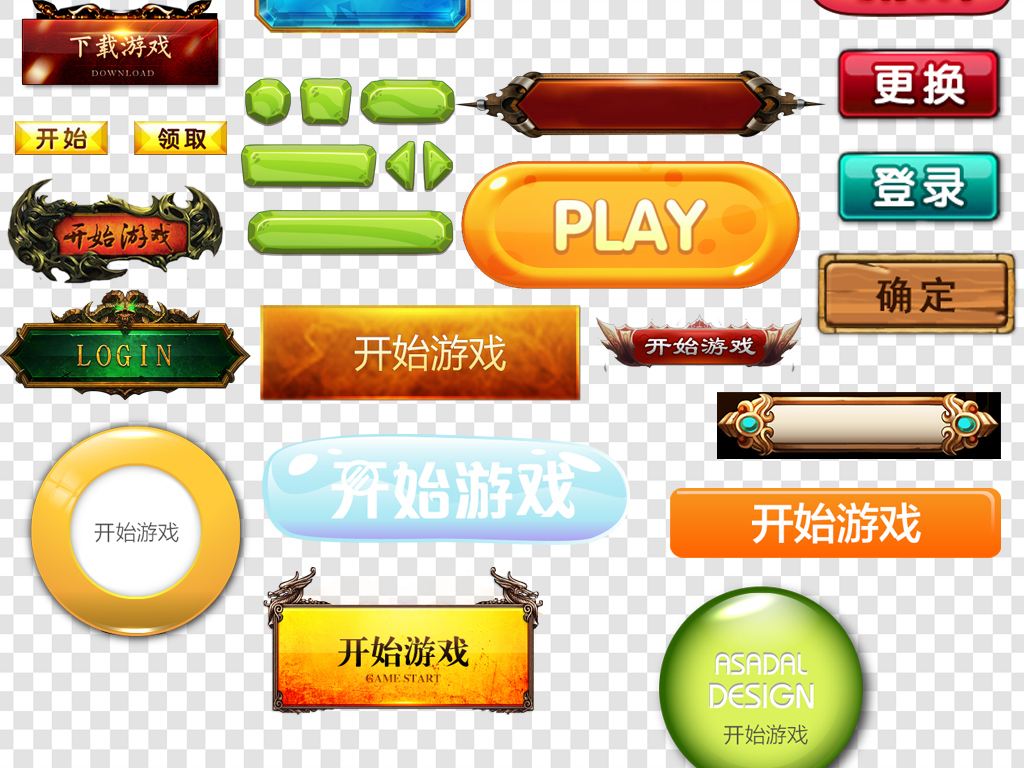 下载游戏
DOWNLOAD
更换
开始
领取
登录
PLAY
开始游戏
确定
LOGIN
开始游戏
开始游戏
开始游戏
开始游戏
开始游戏
开始游戏
GAME START
ASADAL
DESIGN
开始游戏